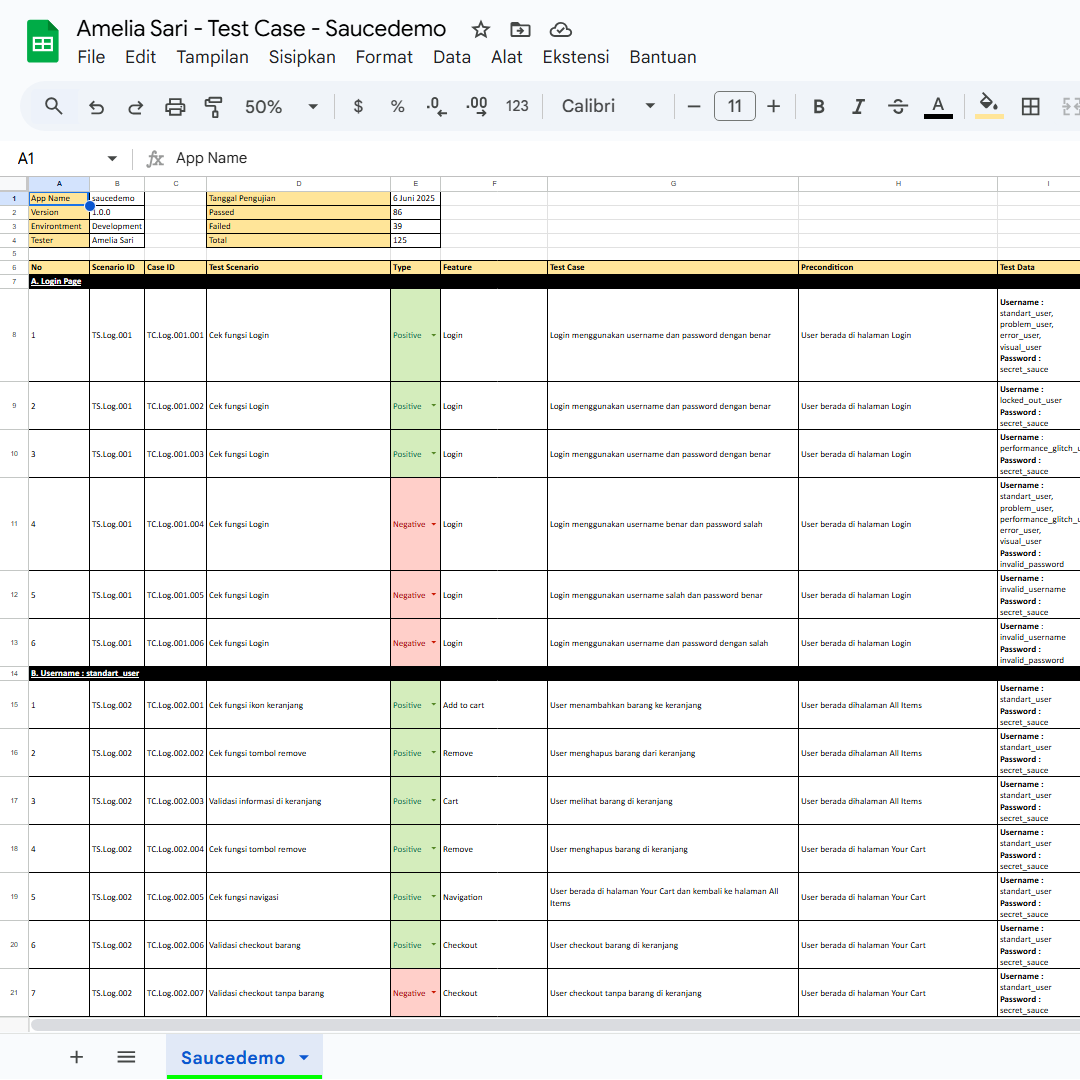 Amelia Sari - Test Case - Saucedemo
File Edit Tampilan Sisipkan Format Data Alat Ekstensi Bantuan
50% $ % .0 .00 123 Calibri 11 B I A
A1 fx App Name
A B C D E F G H I
1 App Name saucedemo Tanggal Pengujian 6 Juni 2025
2 Version 1.0.0 Passed 86
3 Environtment Development Failed 39
4 Tester Amelia Sari Total 125
5
6 No Scenario ID Case ID Test Scenario Type Feature Test Case Preconditicon Test Data
7 A. Login Page
8 1 TS.Log.001 TC.Log.001.001 Cek fungsi Login Positive Login Login menggunakan username dan password dengan benar User berada di halaman Login
Username :
standart_user,
problem_user,
error_user,
visual_user
Password :
secret_sauce
9 2 TS.Log.001 TC.Log.001.002 Cek fungsi Login Positive Login Login menggunakan username dan password dengan benar User berada di halaman Login
Username :
locked_out_user
Password :
secret_sauce
10 3 TS.Log.001 TC.Log.001.003 Cek fungsi Login Positive Login Login menggunakan username dan password dengan benar User berada di halaman Login
Username :
performance_glitch_u
Password :
secret_sauce
11 4 TS.Log.001 TC.Log.001.004 Cek fungsi Login Negative Login Login menggunakan username benar dan password salah User berada di halaman Login
Username :
standart_user,
problem_user,
performance_glitch_u
error_user,
visual_user
Password :
invalid_password
12 5 TS.Log.001 TC.Log.001.005 Cek fungsi Login Negative Login Login menggunakan username salah dan password benar User berada di halaman Login
Username :
invalid_username
Password :
secret_sauce
13 6 TS.Log.001 TC.Log.001.006 Cek fungsi Login Negative Login Login menggunakan username dan password dengan salah User berada di halaman Login
Username :
invalid_username
Password :
invalid_password
14 B. Username : standart_user
15 1 TS.Log.002 TC.Log.002.001 Cek fungsi ikon keranjang Positive Add to cart User menambahkan barang ke keranjang User berada dihalaman All Items
Username :
standart_user
Password :
secret_sauce
16 2 TS.Log.002 TC.Log.002.002 Cek fungsi tombol remove Positive Remove User menghapus barang dari keranjang User berada dihalaman All Items
Username :
standart_user
Password :
secret_sauce
17 3 TS.Log.002 TC.Log.002.003 Validasi informasi di keranjang Positive Cart User melihat barang di keranjang User berada dihalaman All Items
Username :
standart_user
Password :
secret_sauce
18 4 TS.Log.002 TC.Log.002.004 Cek fungsi tombol remove Positive Remove User menghapus barang di keranjang User berada di halaman Your Cart
Username :
standart_user
Password :
secret_sauce
19 5 TS.Log.002 TC.Log.002.005 Cek fungsi navigasi Positive Navigation User berada di halaman Your Cart dan kembali ke halaman All
Items
User berada di halaman Your Cart
Username :
standart_user
Password :
secret_sauce
20 6 TS.Log.002 TC.Log.002.006 Validasi checkout barang Positive Checkout User checkout barang di keranjang User berada di halaman Your Cart
Username :
standart_user
Password :
secret_sauce
21 7 TS.Log.002 TC.Log.002.007 Validasi checkout tanpa barang Negative Checkout User checkout tanpa barang di keranjang User berada di halaman Your Cart
Username :
standart_user
Password :
secret_sauce
Saucedemo